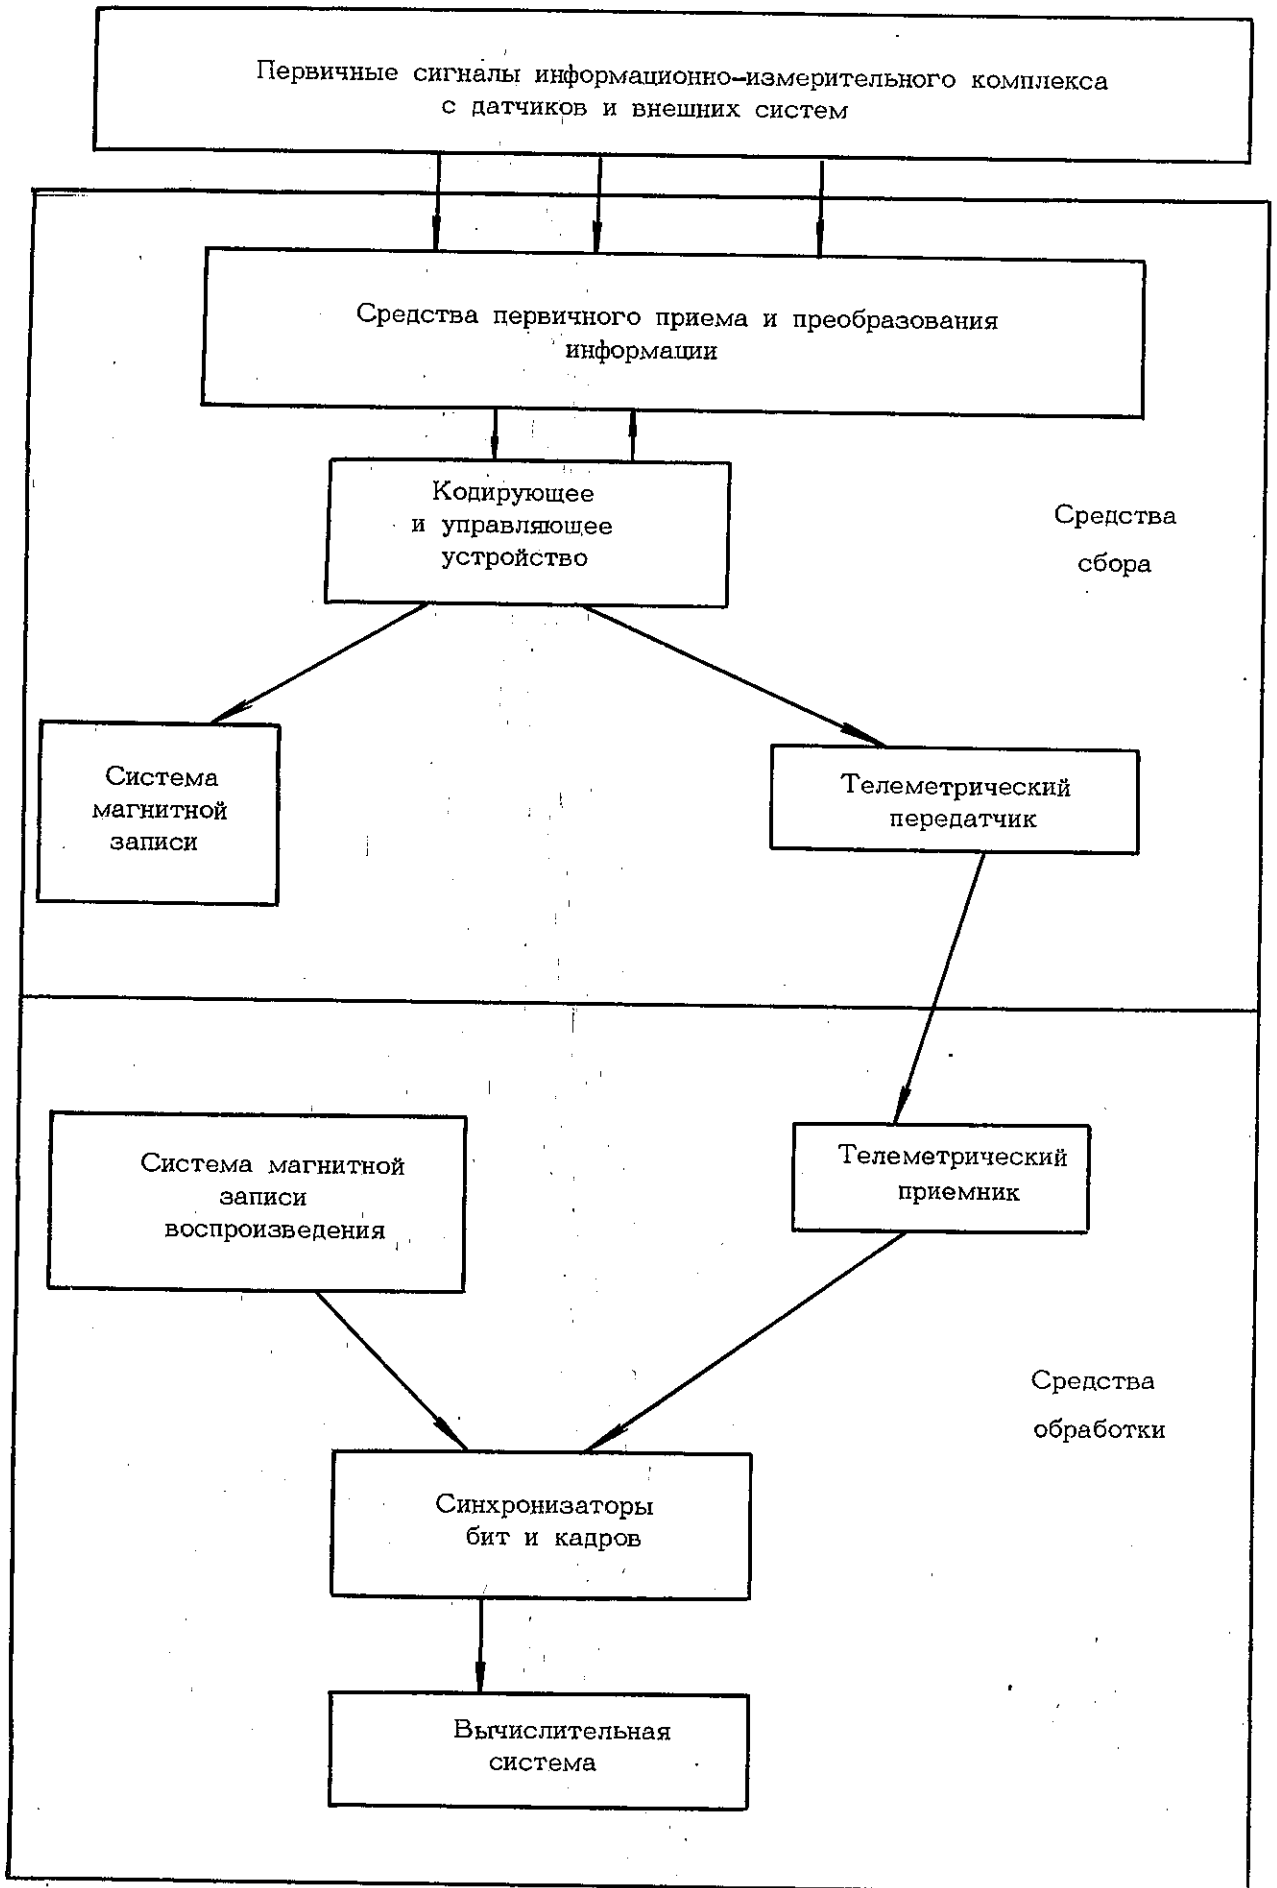 Первичные сигналы информационно-измерительного комплекса
с датчиков и внешних систем
Средства первичного приема и преобразования
информации
Кодирующее
и управляющее
устройство
Средства
сбора
Система
магнитной
записи
Телеметрический
передатчик
Система магнитной
записи
воспроизведения
Телеметрический
приемник
Средства
обработки
Синхронизаторы
бит и кадров
Вычислительная
система